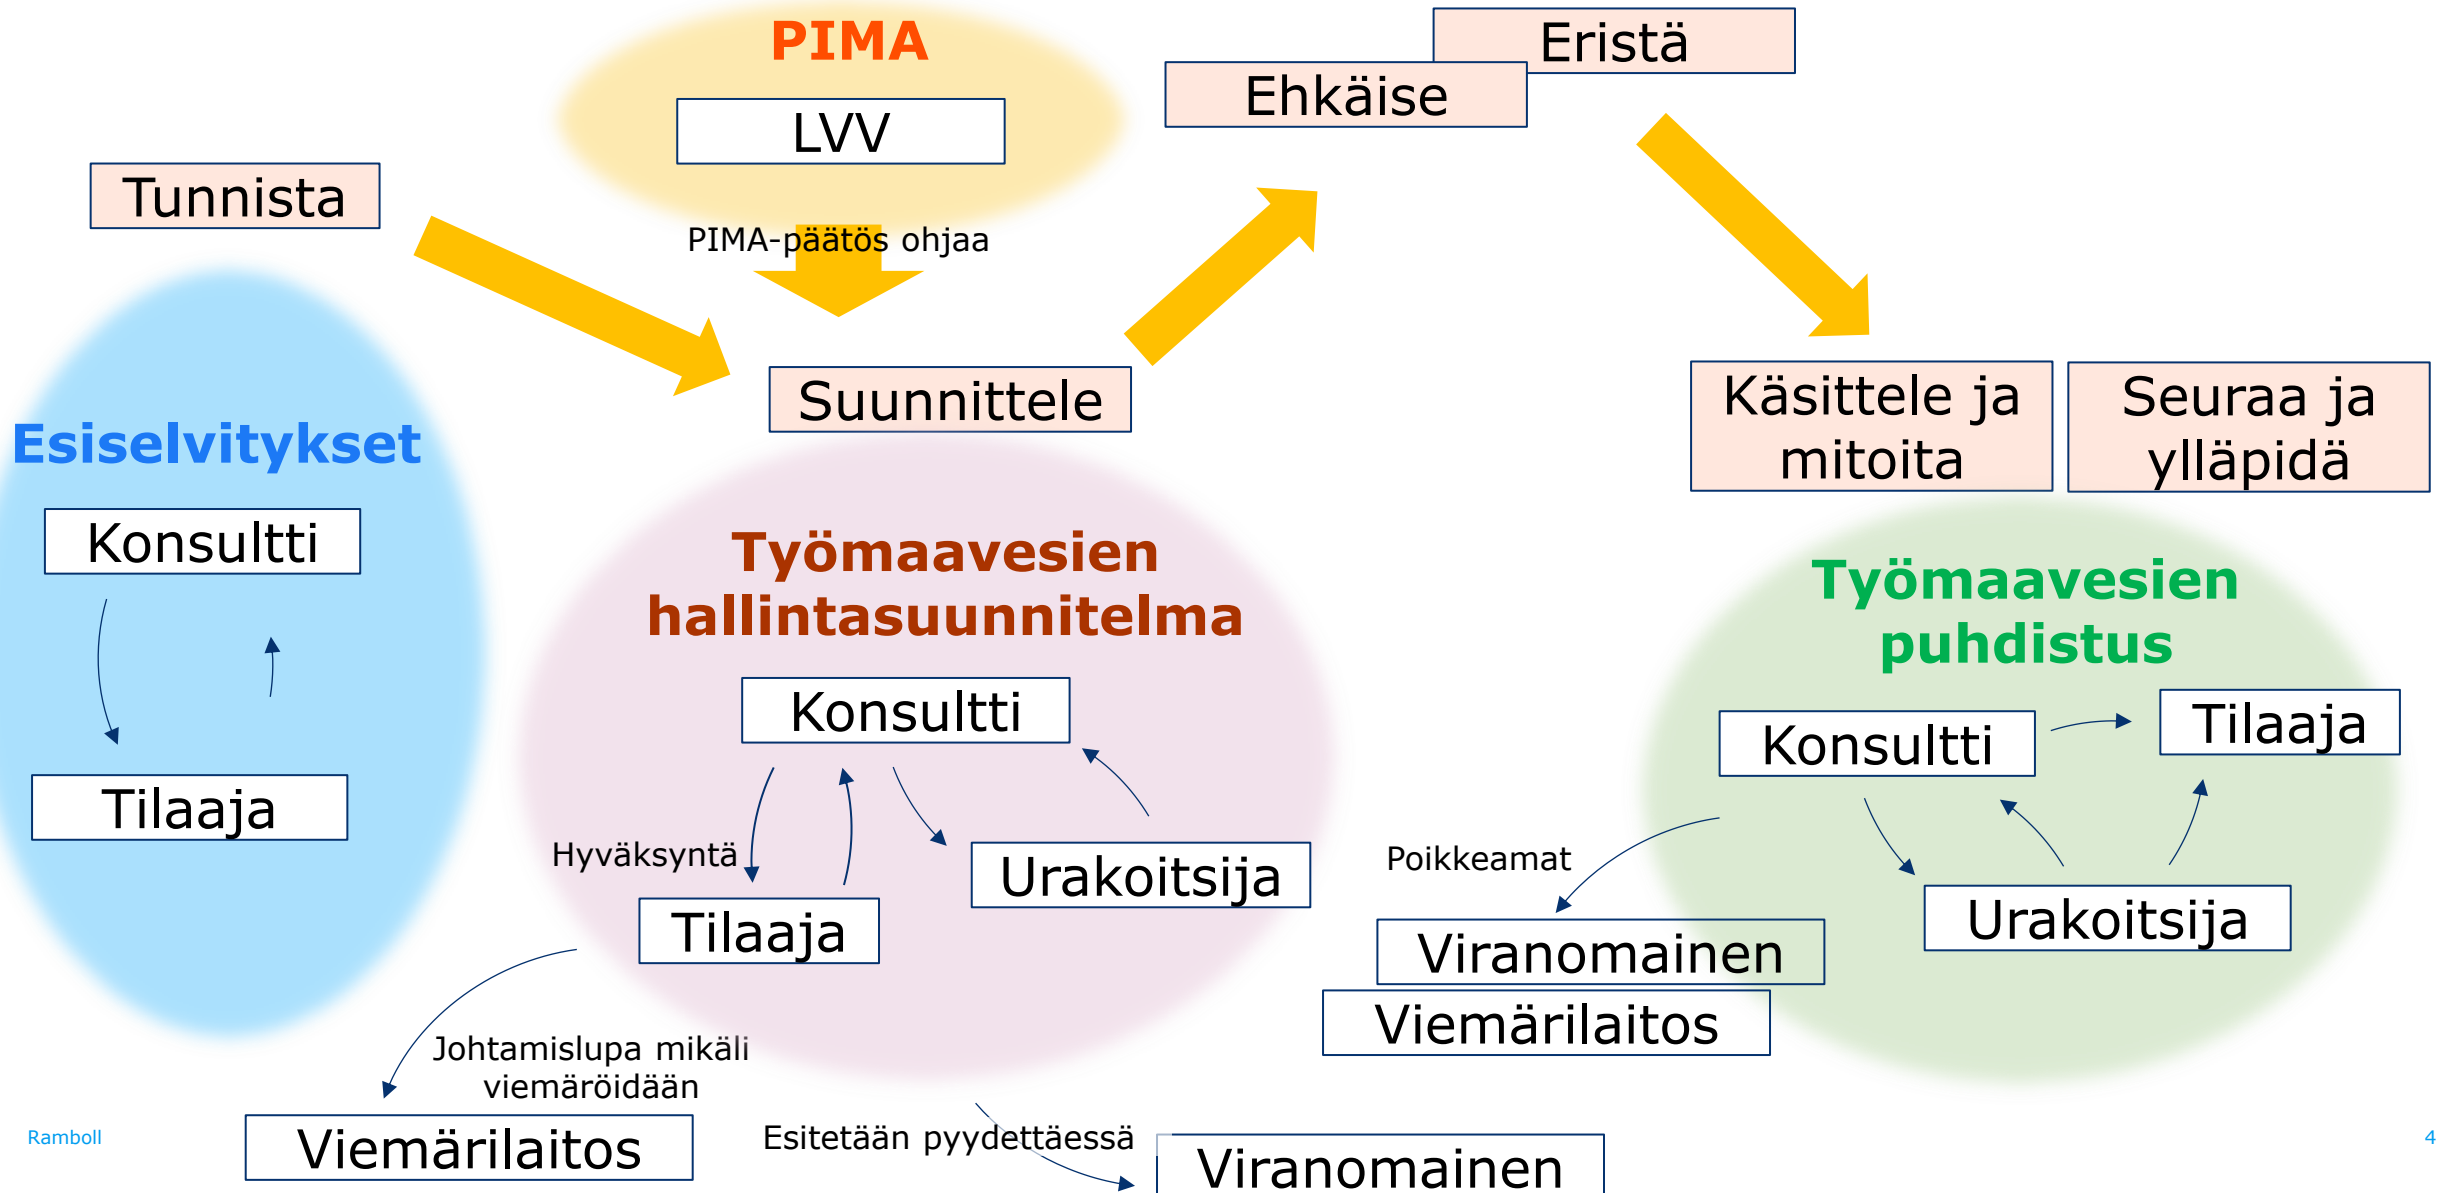 PIMA
LVV
PIMA-päätös ohjaa
Eristä
Ehkäise
Tunnista
Suunnittele
Käsittele ja
mitoita
Seuraa ja
ylläpidä
Esiselvitykset
Konsultti
Tilaaja
Työmaavesien
hallintasuunnitelma
Konsultti
Hyväksyntä
Tilaaja
Urakoitsija
Johtamislupa mikäli
viemäröidään
Viemärilaitos
Esitetään pyydettäessä
Viranomainen
Työmaavesien
puhdistus
Konsultti
Tilaaja
Poikkeamat
Urakoitsija
Viranomainen
Viemärilaitos
Ramboll
4